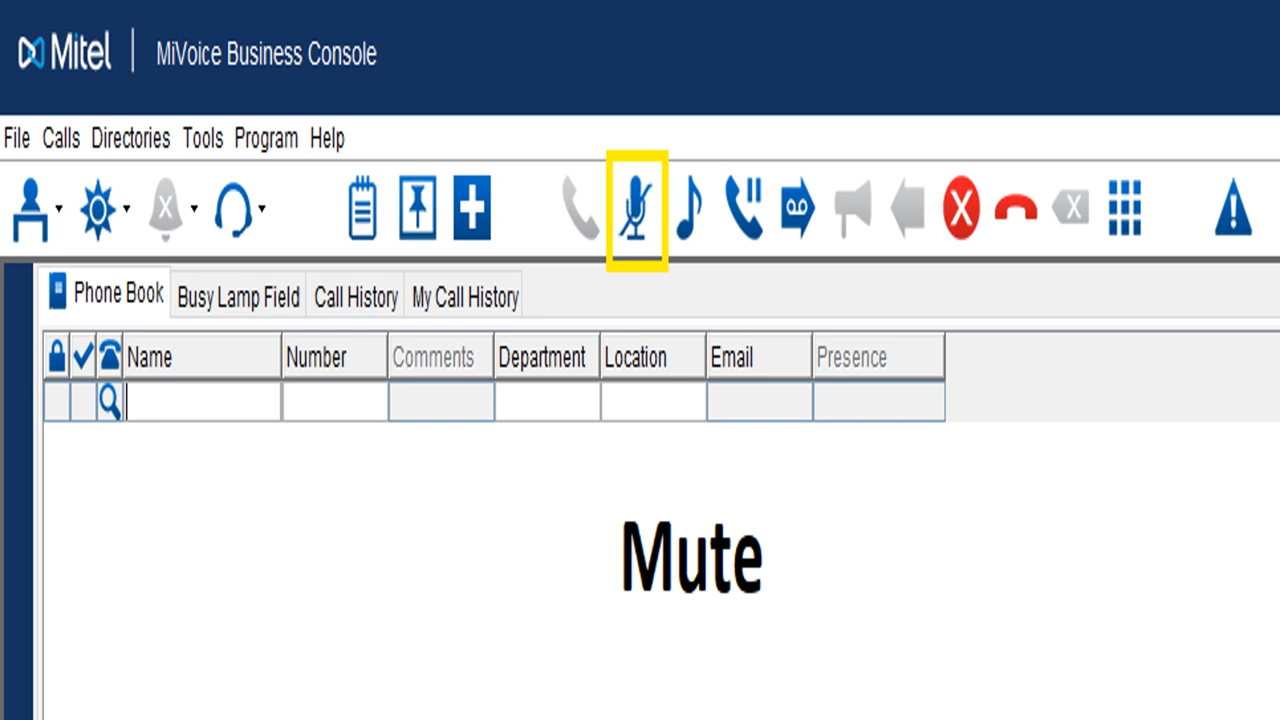 Mitel | MiVoice Business Console
File Calls Directories Tools Program Help
Phone Book Busy Lamp Field Call History My Call History
Name Number Comments Department Location Email Presence
Mute